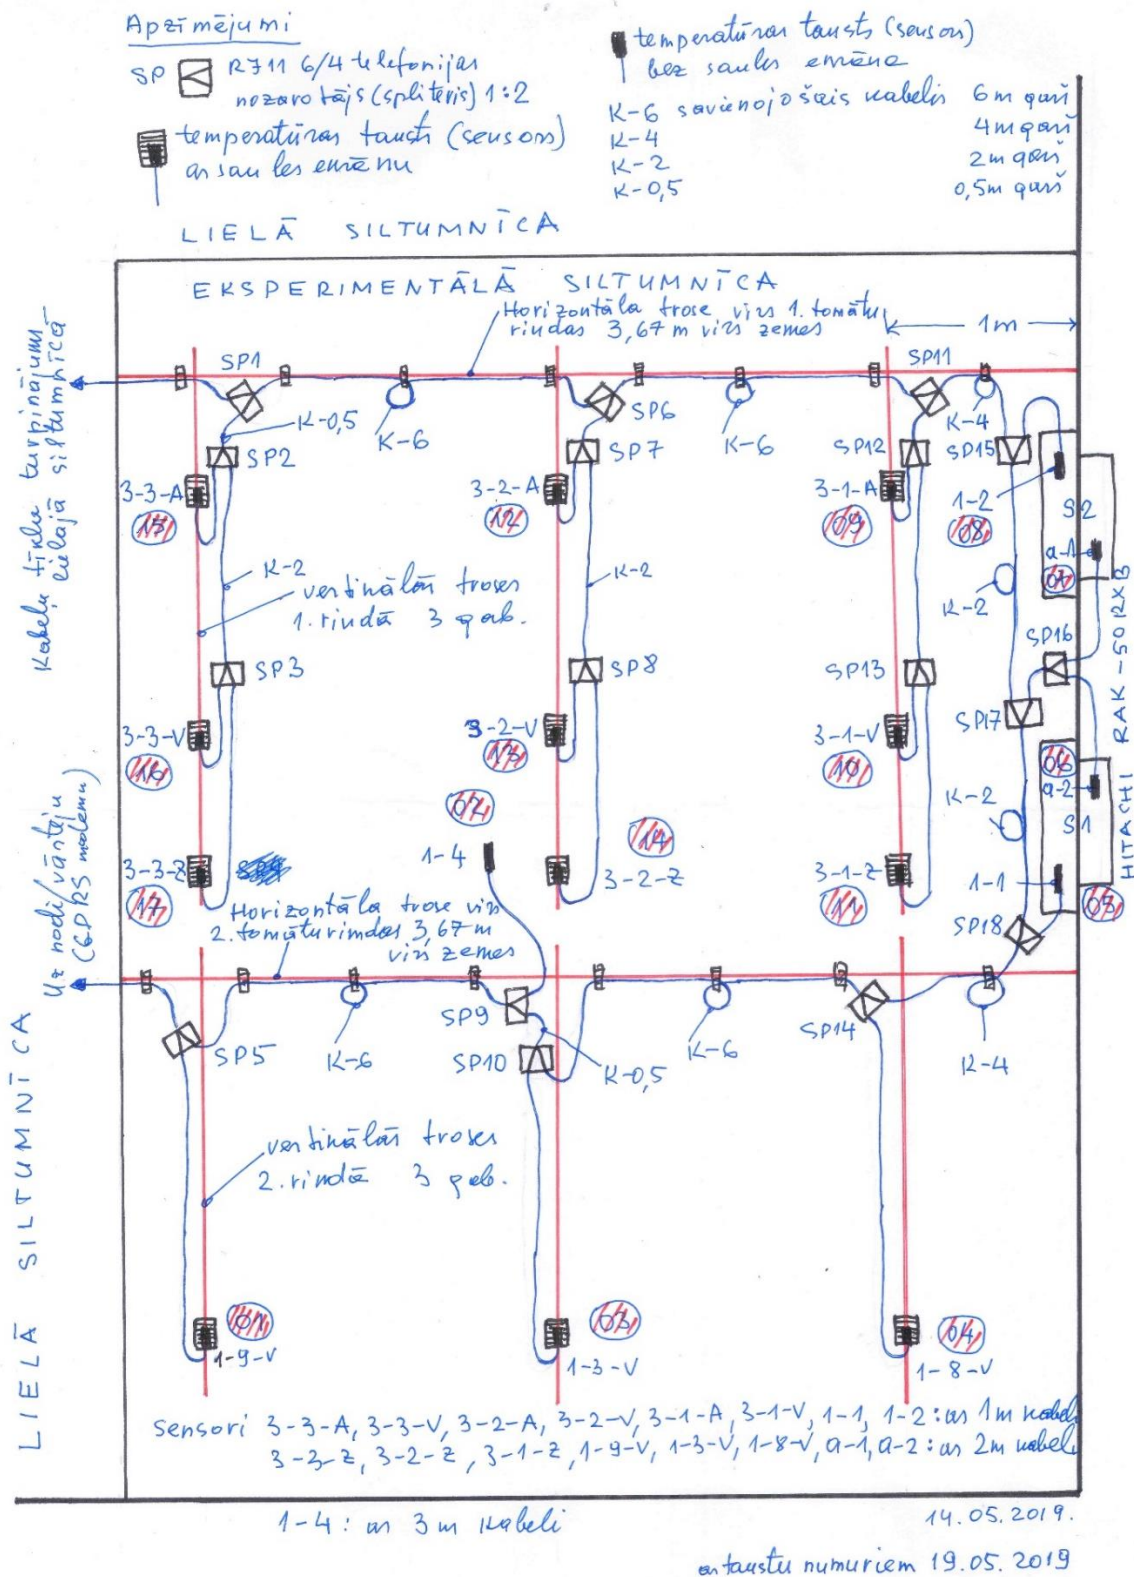 Apzīmējumi
SP RJ11 6/4 telefonijas
nozarotājs (spliteris) 1:2
temperatūras tausts (sensors)
ar saules ekrānu
temperatūras tausts (sensors)
bez saules ekrāna
K-6 savienojošais kabelis 6m garš
K-4 4m garš
K-2 2m garš
K-0,5 0,5m garš
LIELĀ SILTUMNĪCA
EKSPERIMENTĀLĀ SILTUMNĪCA
Horizontāla trose virs 1. tomātu
rindas 3,67 m virs zemes
1m
Kabeļu tīkla turpinājums
lielajā siltumnīcā
SP1
SP6
SP11
K-0,5
K-6
K-6
K-4
SP2
SP7
SP12
SP15
3-3-A
15
3-2-A
12
3-1-A
09
1-2
08
S2
a-1
07
K-2
K-2
K-2
vertikālās troses
1. rindā 3 gab.
SP3
SP8
SP13
SP16
SP17
HITACHI RAK-50RXB
3-3-V
16
3-2-V
13
3-1-V
10
06
a-2
S1
K-2
02
1-4
14
3-3-Z
17
3-2-Z
3-1-Z
11
1-1
05
SP18
Horizontāla trose virs
2. tomātu rindas 3,67 m
virs zemes
Uz nodi/vārteju
(GPRS modemu)
SP5
K-6
SP9
SP10
K-0,5
K-6
SP14
K-4
vertikālās troses
2. rindā 3 gab.
LIELĀ SILTUMNĪCA
01
1-9-V
03
1-3-V
04
1-8-V
sensori 3-3-A, 3-3-V, 3-2-A, 3-2-V, 3-1-A, 3-1-V, 1-1, 1-2: ar 1m kabeli
3-3-Z, 3-2-Z, 3-1-Z, 1-9-V, 1-3-V, 1-8-V, a-1, a-2: ar 2m kabeli
1-4: ar 3m kabeli
14.05.2019.
ar taustu numuriem 19.05.2019